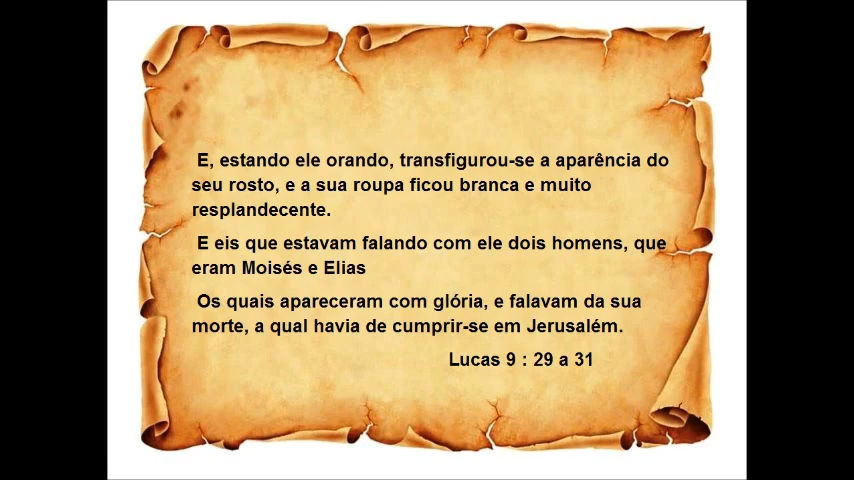 E, estando ele orando, transfigurou-se a aparência do
seu rosto, e a sua roupa ficou branca e muito
resplandecente.
E eis que estavam falando com ele dois homens, que
eram Moisés e Elias
Os quais apareceram com glória, e falavam da sua
morte, a qual havia de cumprir-se em Jerusalém.
Lucas 9 : 29 a 31